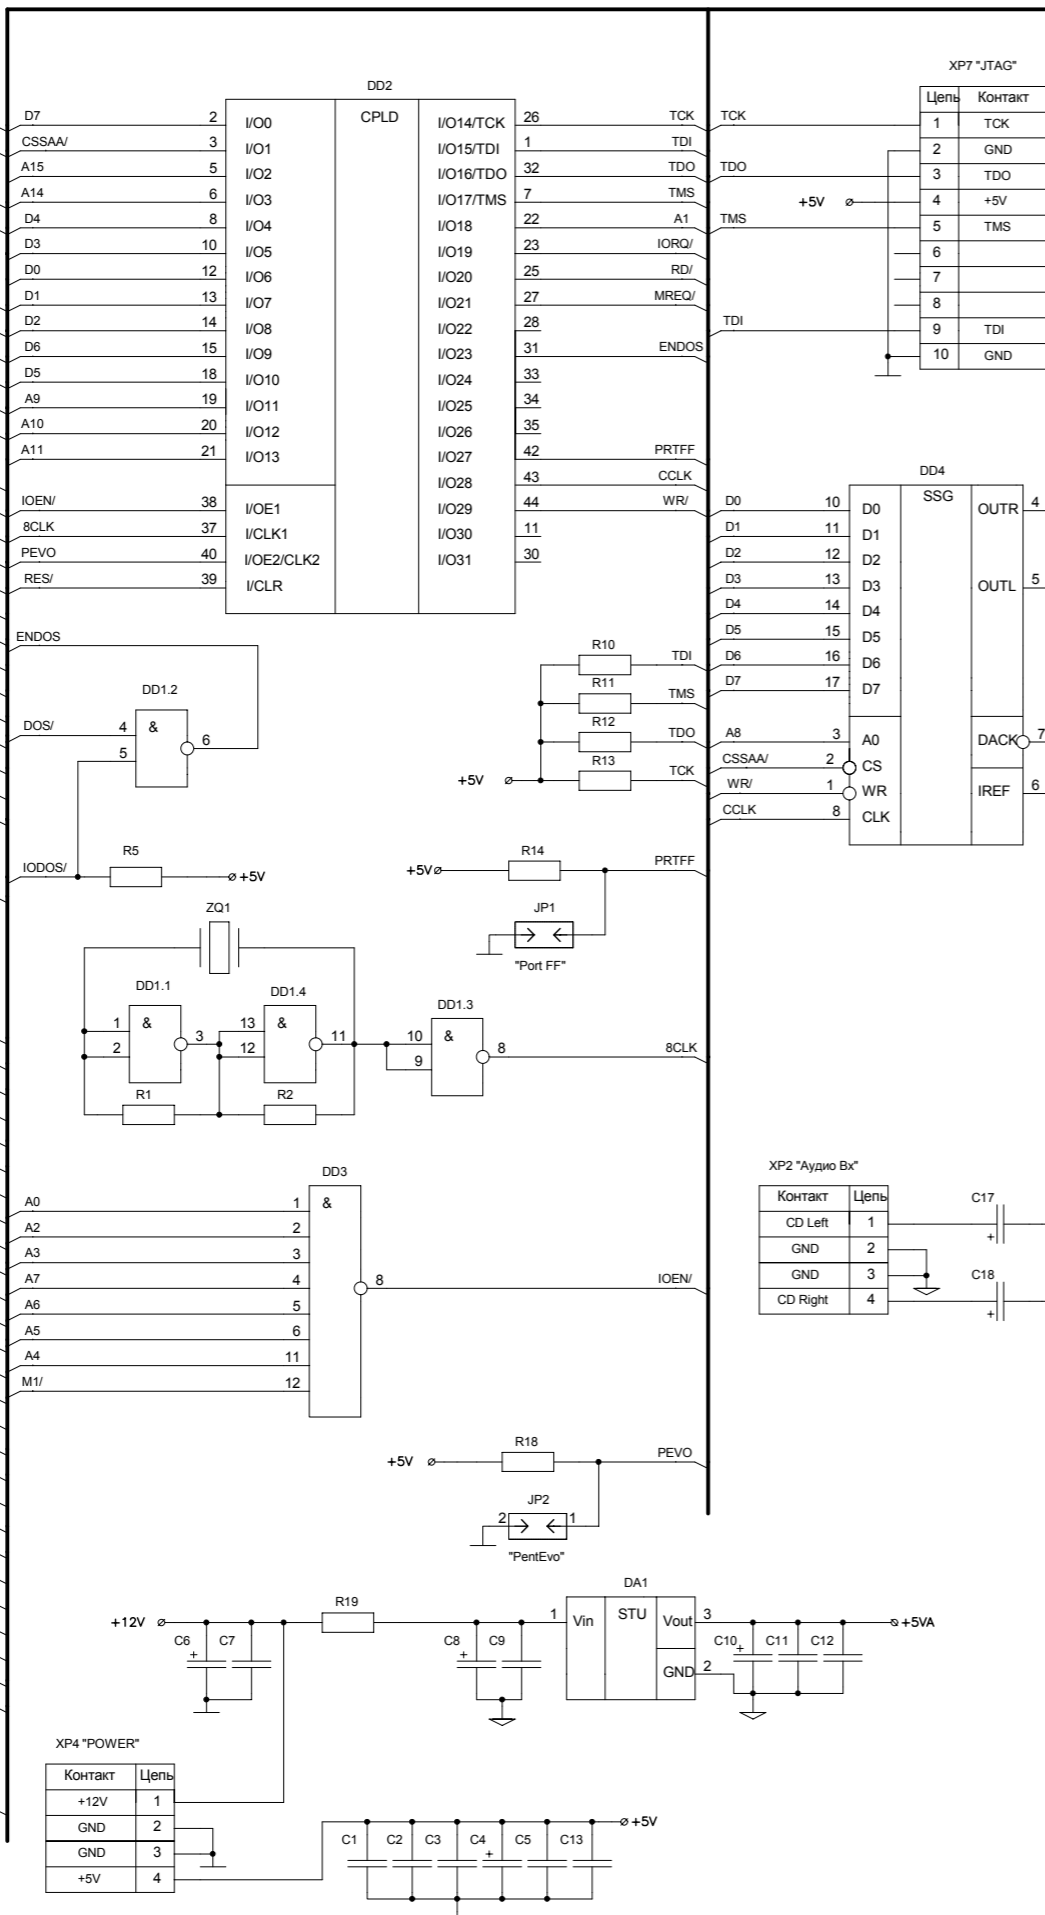 XP7 "JTAG"
Цепь Контакт
1 TCK
2 GND
3 TDO
4 +5V
5 TMS
6
7
8
9 TDI
10 GND
TCK
TDO
+5V
TMS
TDI
DD2
CPLD
D7 2 I/O0 I/O14/TCK 26 TCK
CSSAA/ 3 I/O1 I/O15/TDI 1 TDI
A15 5 I/O2 I/O16/TDO 32 TDO
A14 6 I/O3 I/O17/TMS 7 TMS
D4 8 I/O4 I/O18 22 A1
D3 10 I/O5 I/O19 23 IORQ/
D0 12 I/O6 I/O20 25 RD/
D1 13 I/O7 I/O21 27 MREQ/
D2 14 I/O8 I/O22 28
D6 15 I/O9 I/O23 31 ENDOS
D5 18 I/O10 I/O24 33
A9 19 I/O11 I/O25 34
A10 20 I/O12 I/O26 35
A11 21 I/O13 I/O27 42 PRTFF
I/O28 43 CCLK
IOEN/ 38 I/OE1 I/O29 44 WR/
8CLK 37 I/CLK1 I/O30 11
PEVO 40 I/OE2/CLK2 I/O31 30
RES/ 39 I/CLR
DD4
SSG
D0 10 D0 OUTR 4
D1 11 D1
D2 12 D2
D3 13 D3 OUTL 5
D4 14 D4
D5 15 D5
D6 16 D6
D7 17 D7
A8 3 A0 DACK 7
CSSAA/ 2 CS
WR/ 1 WR IREF 6
CCLK 8 CLK
ENDOS
DD1.2
DOS/ 4 & 6
5
IODOS/ R5 +5V
R10 TDI
R11 TMS
R12 TDO
+5V R13 TCK
+5V R14 PRTFF
JP1
"Port FF"
ZQ1
DD1.1
1 & 3
2
DD1.4
13 & 11
12
DD1.3
10 & 8 8CLK
9
R1 R2
DD3
A0 1 &
A2 2
A3 3
A7 4 8 IOEN/
A6 5
A5 6
A4 11
M1/ 12
XP2 "Аудио Вх"
Контакт Цепь
CD Left 1
GND 2
GND 3
CD Right 4
C17
+
C18
+
+5V R18 PEVO
JP2
2 1
"PentEvo"
DA1
+12V R19 1 Vin STU Vout 3 +5VA
GND 2
C6 + C7 C8 + C9 C10 + C11 C12
XP4 "POWER"
Контакт Цепь
+12V 1
GND 2
GND 3
+5V 4
+5V
C1 C2 C3 C4 + C5 C13